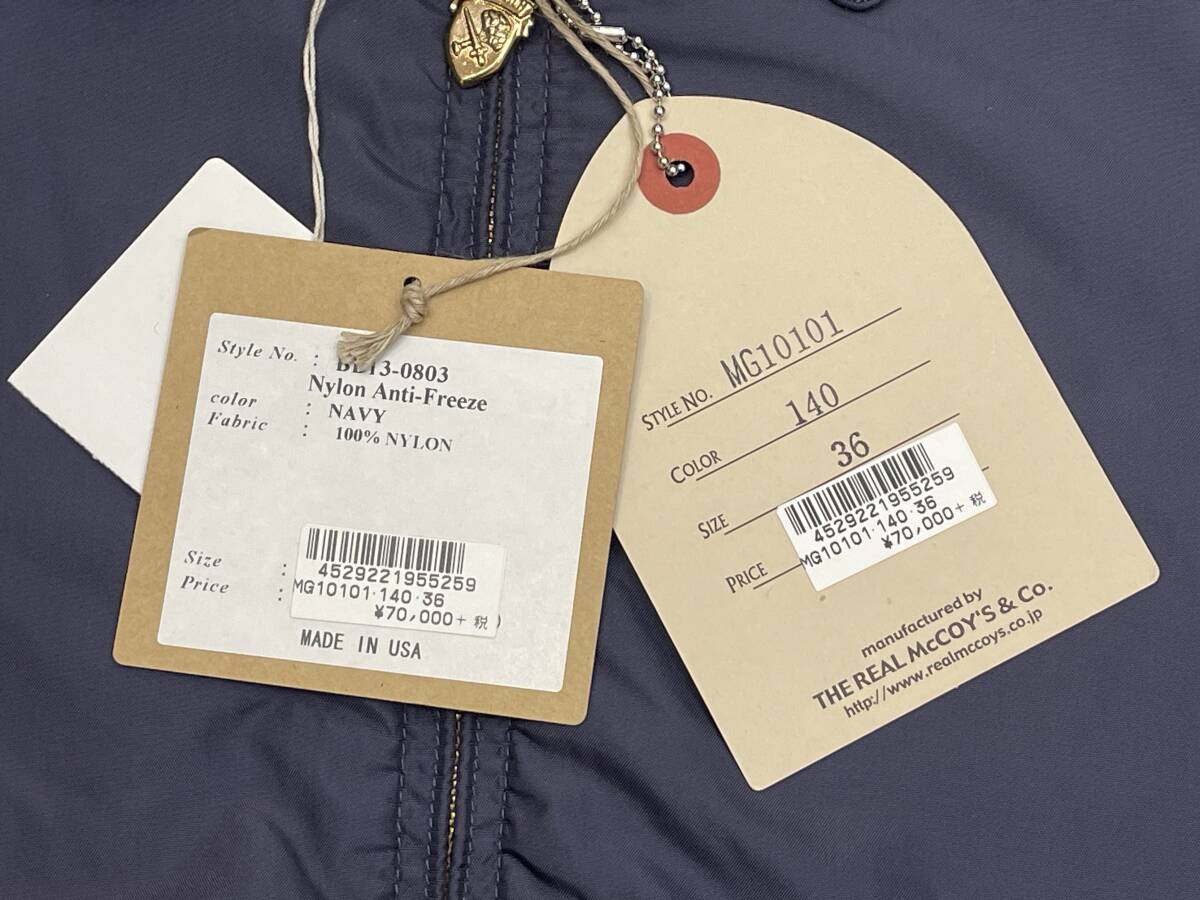 Style No. :
13-0803
Nylon Anti-Freeze
color : NAVY
Fabric : 100% NYLON
Size :
Price :
4529221955259
MG10101·140·36
¥70,000+ 税
MADE IN USA
STYLE NO. MG10101
COLOR 140
SIZE 36
PRICE
4529221955259
MG10101·140·36
¥70,000+ 税
manufactured by
THE REAL McCOY'S & Co.
http://www.realmccoys.co.jp